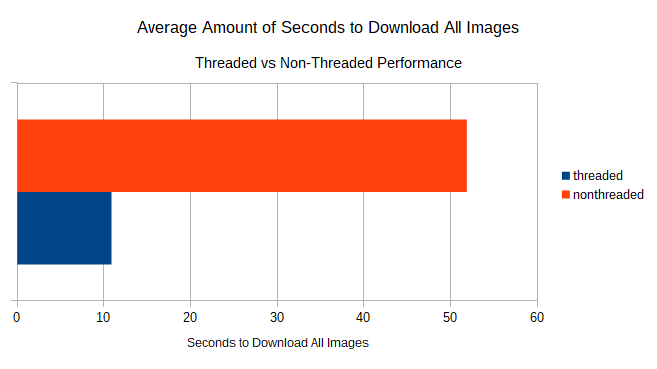 Average Amount of Seconds to Download All Images
Threaded vs Non-Threaded Performance
threaded
nonthreaded
0 10 20 30 40 50 60
Seconds to Download All Images